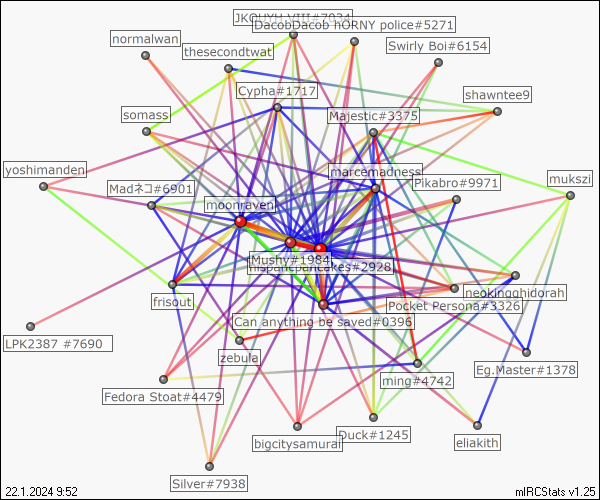 JKOUYH VIII#7034
DacobDacob hORNY police#5271
normalwan
thesecondtwat
Swirly Boi#6154
Cypha#1717
shawntee9
somass
Majestic#3375
yoshimanden
marcemadness
Pikabro#9971
mukszi
Madネコ#6901
moonraven
Mushy#1984
hispanicpancakes#2928
neokingghidorah
frisout
Pocket Persona#3326
Can anything be saved#0396
LPK2387 #7690
zebula
Eg.Master#1378
ming#4742
Fedora Stoat#4479
bigcitysamurai
Duck#1245
eliakith
Silver#7938
22.1.2024 9:52
mIRCStats v1.25